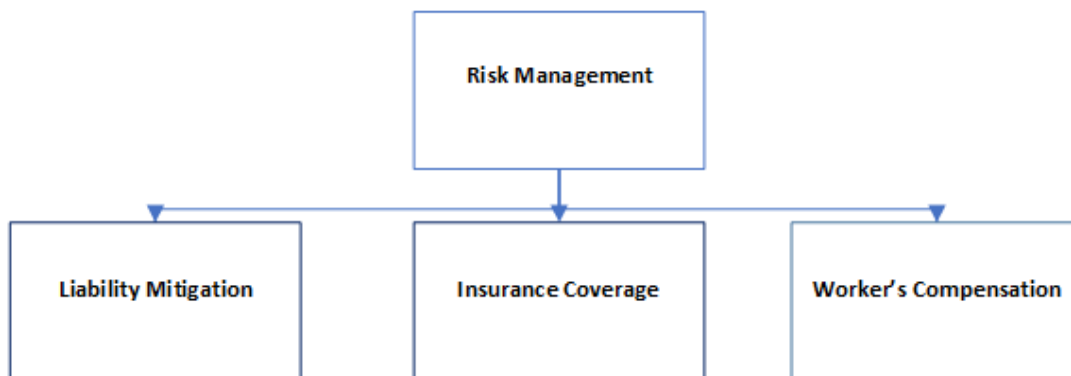 Risk Management
Liability Mitigation
Insurance Coverage
Worker’s Compensation